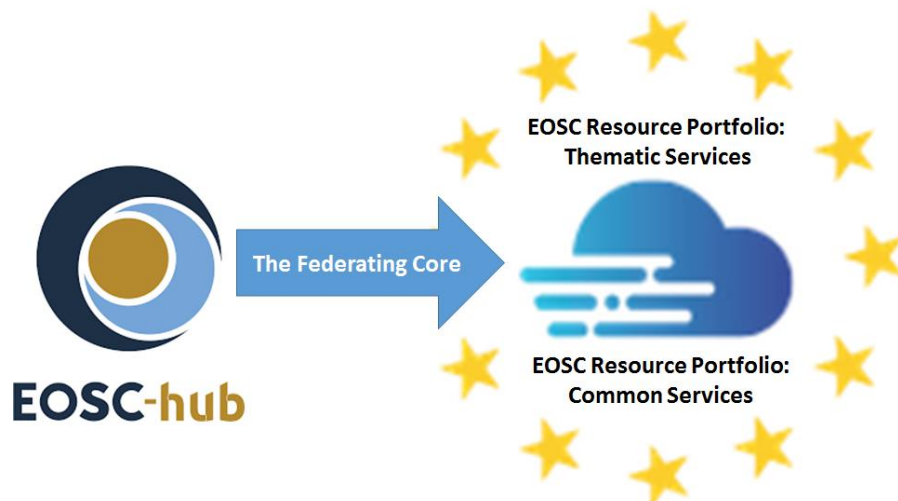 EOSC-hub
The Federating Core
EOSC Resource Portfolio:
Thematic Services
EOSC Resource Portfolio:
Common Services